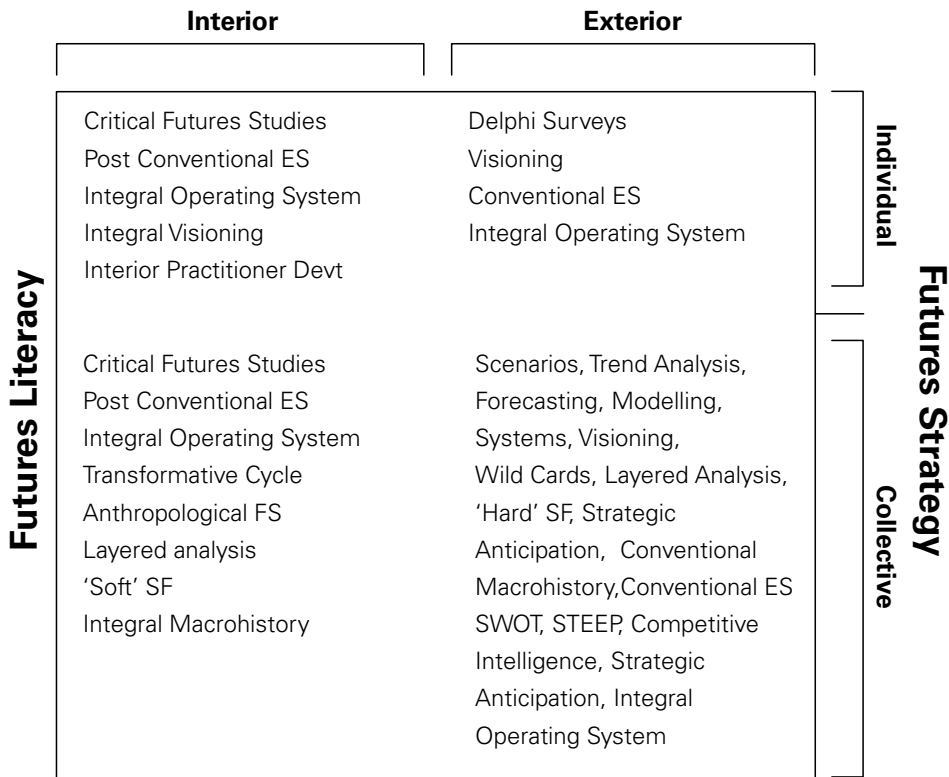 Interior
Exterior
Futures Literacy
Critical Futures Studies
Post Conventional ES
Integral Operating System
Integral Visioning
Interior Practitioner Devt
Delphi Surveys
Visioning
Conventional ES
Integral Operating System
Individual
Critical Futures Studies
Post Conventional ES
Integral Operating System
Transformative Cycle
Anthropological FS
Layered analysis
‘Soft’ SF
Integral Macrohistory
Scenarios, Trend Analysis,
Forecasting, Modelling,
Systems, Visioning,
Wild Cards, Layered Analysis,
‘Hard’ SF, Strategic
Anticipation, Conventional
Macrohistory,Conventional ES
SWOT, STEEP, Competitive
Intelligence, Strategic
Anticipation, Integral
Operating System
Collective
Futures Strategy